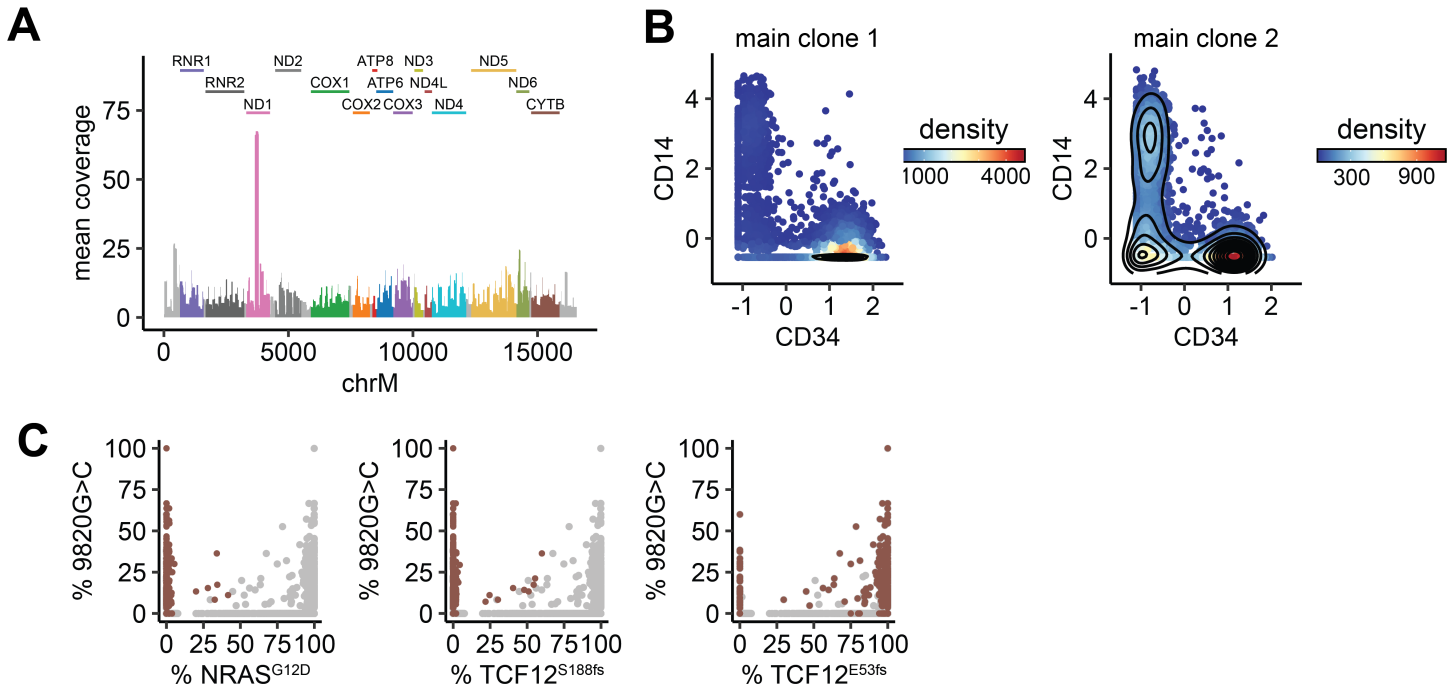 A
RNR1
ND2
ATP8
ND3
ND5
RNR2
COX1
ATP6
ND4L
ND6
ND1
COX2
COX3
ND4
CYTB
mean coverage
75
50
25
0
0 5000 10000 15000
chrM
B
main clone 1
CD14
4
2
0
-1 0 1 2
CD34
density
1000 4000
main clone 2
CD14
4
2
0
-1 0 1 2
CD34
density
300 900
C
% 9820G>C
100
75
50
25
0
0 25 50 75 100
% NRAS^G12D
% 9820G>C
100
75
50
25
0
0 25 50 75 100
% TCF12^S188fs
% 9820G>C
100
75
50
25
0
0 25 50 75 100
% TCF12^E53fs